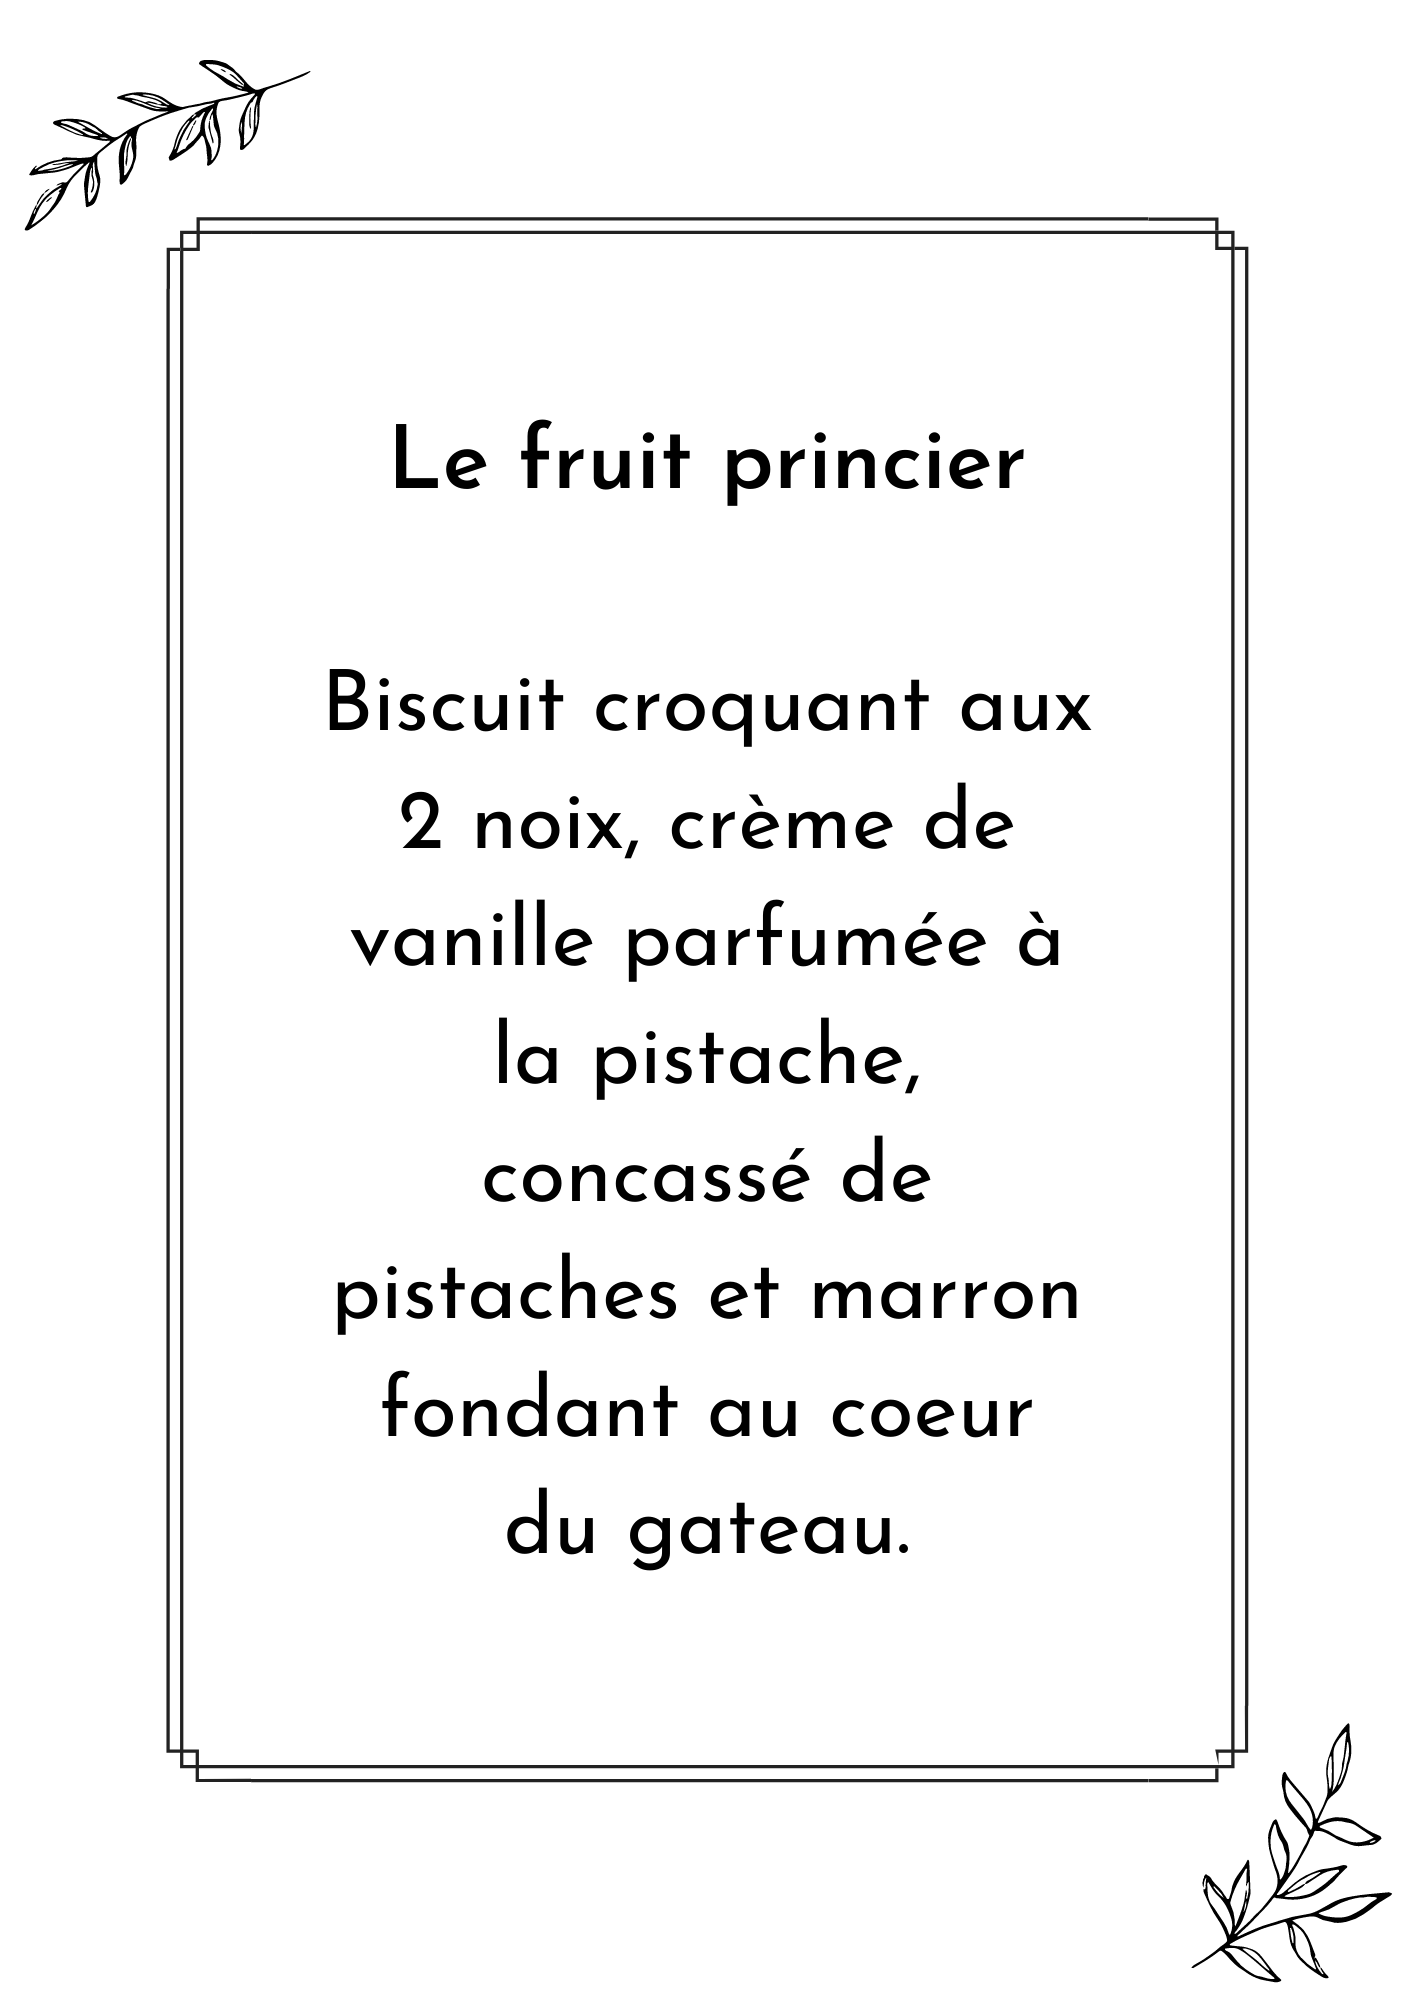 Le fruit princier
Biscuit croquant aux
2 noix, crème de
vanille parfumée à
la pistache,
concassé de
pistaches et marron
fondant au coeur
du gateau.